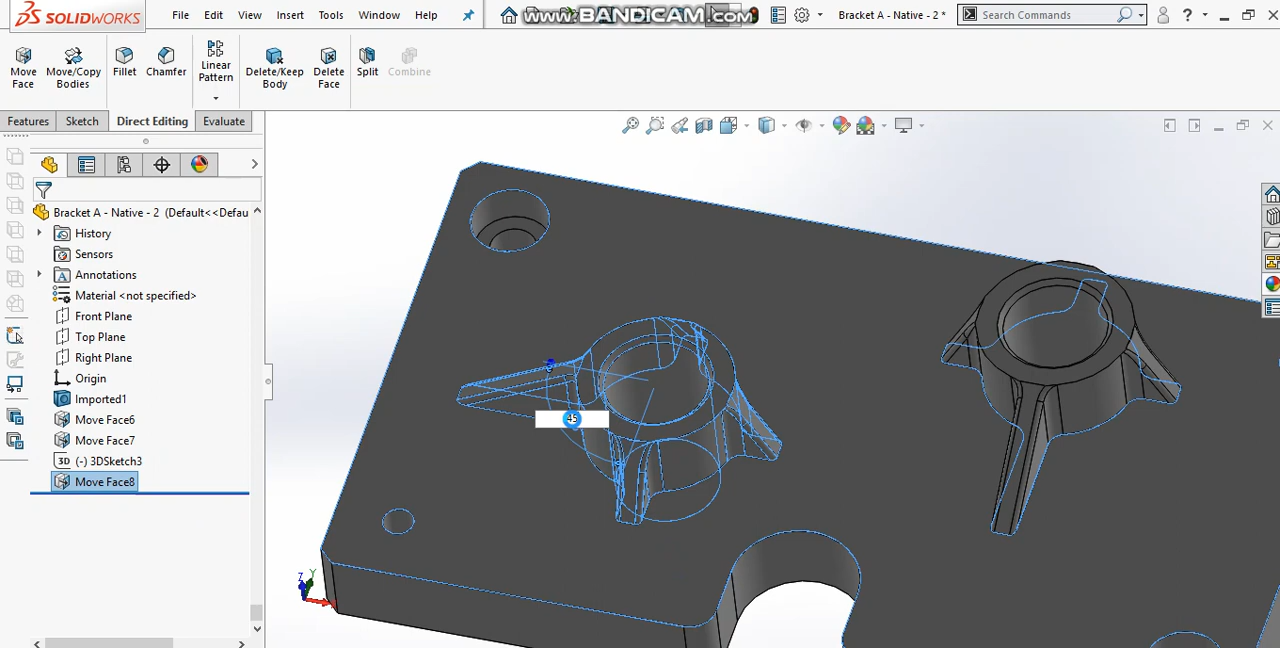 SOLIDWORKS
File Edit View Insert Tools Window Help
www.BANDICAM.com
Bracket A - Native - 2 *
Search Commands
?
Move Face
Move/Copy Bodies
Fillet
Chamfer
Linear Pattern
Delete/Keep Body
Delete Face
Split
Combine
Features Sketch Direct Editing Evaluate
Bracket A - Native - 2 (Default<<Defau
History
Sensors
Annotations
Material <not specified>
Front Plane
Top Plane
Right Plane
Origin
Imported1
Move Face6
Move Face7
3D (-) 3DSketch3
Move Face8
45
Z Y